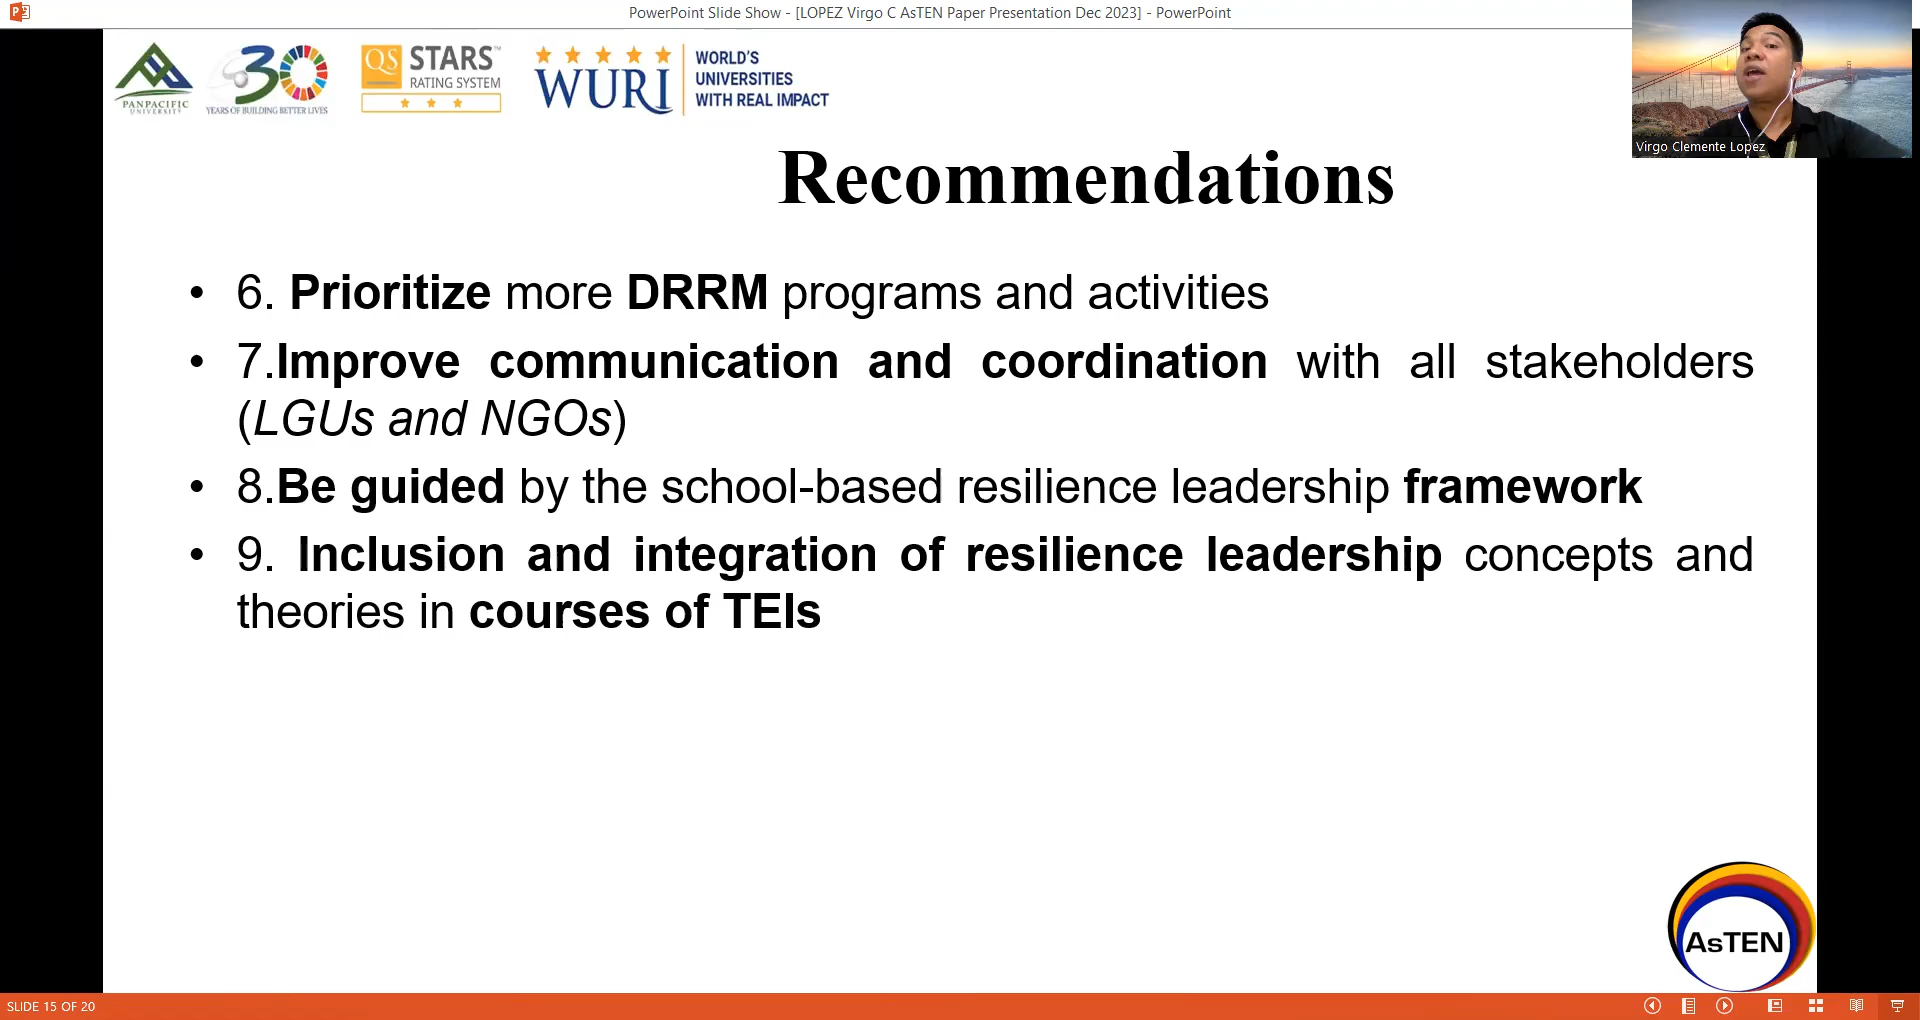 PowerPoint Slide Show - [LOPEZ Virgo C AsTEN Paper Presentation Dec 2023] - PowerPoint
PANPACIFIC
UNIVERSITY
30
YEARS OF BUILDING BETTER LIVES
QS STARS™
RATING SYSTEM
WURI
WORLD'S
UNIVERSITIES
WITH REAL IMPACT
Virgo Clemente Lopez
Recommendations
• 6. Prioritize more DRRM programs and activities
• 7.Improve communication and coordination with all stakeholders
(LGUs and NGOs)
• 8.Be guided by the school-based resilience leadership framework
• 9. Inclusion and integration of resilience leadership concepts and
theories in courses of TEIs
AsTEN
SLIDE 15 OF 20